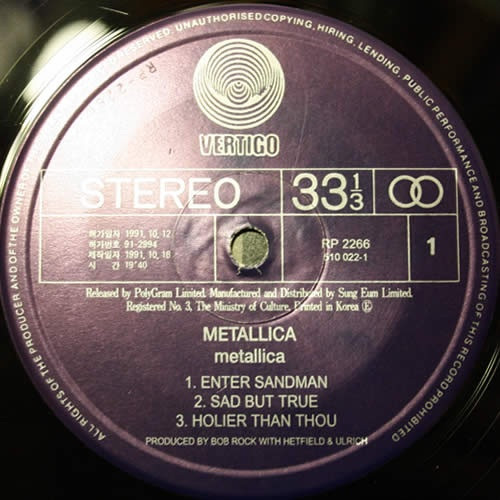 ALL RIGHTS OF THE PRODUCER AND OF THE OWNER RESERVED. UNAUTHORISED COPYING, HIRING, LENDING, PUBLIC PERFORMANCE AND BROADCASTING OF THIS RECORD PROHIBITED
VERTIGO
STEREO 33 1/3
허가일자 1991, 10, 12
허가번호 91-2994
제작일자 1991, 10, 18
시 간 19"40
RP 2266
510 022-1
1
Released by PolyGram Limited. Manufactured and Distributed by Sung Eum Limited.
Registered No. 3, The Ministry of Culture. Printed in Korea Ⓔ
METALLICA
metallica
1. ENTER SANDMAN
2. SAD BUT TRUE
3. HOLIER THAN THOU
PRODUCED BY BOB ROCK WITH HETFIELD & ULRICH